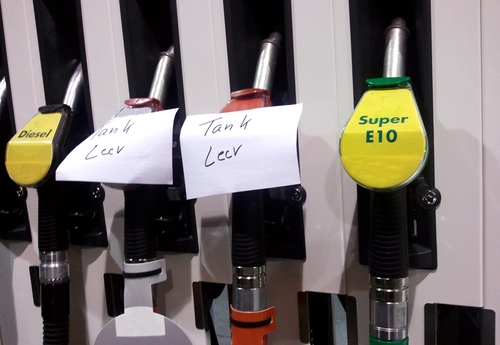 Diesel
Tank
Leer
Tank
Leer
Super
E10